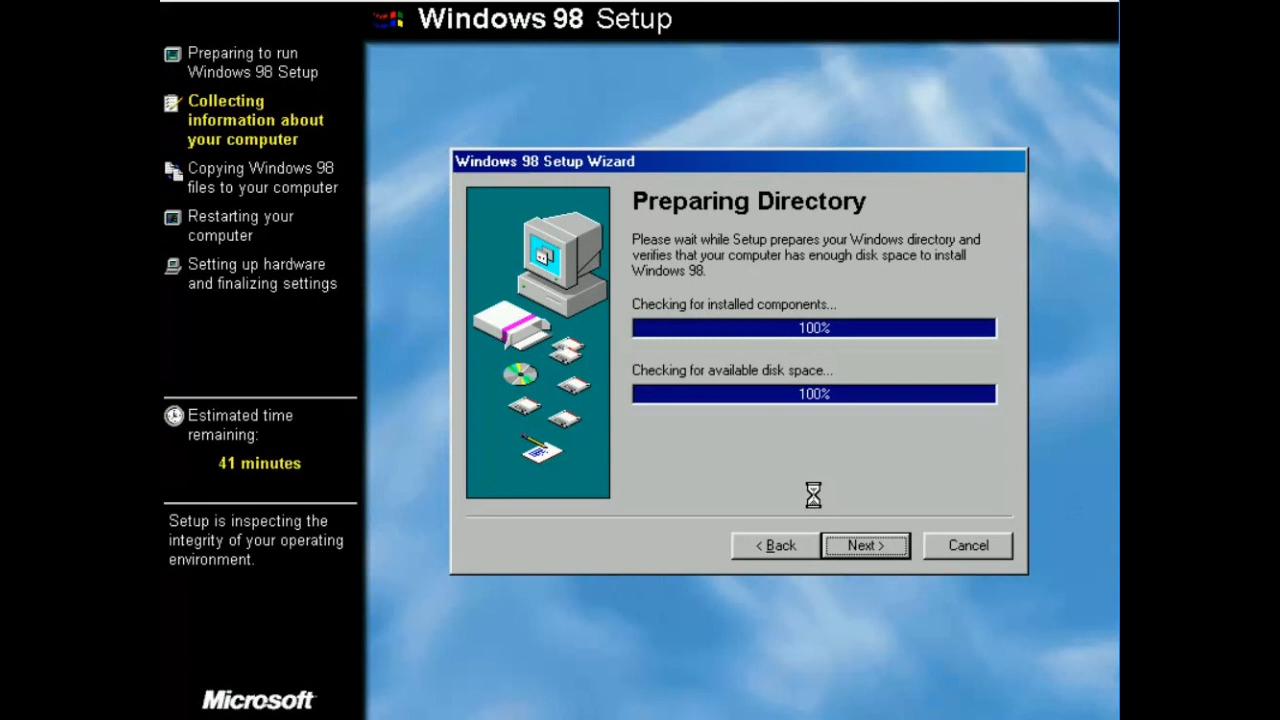 Windows 98 Setup
Preparing to run
Windows 98 Setup
Collecting
information about
your computer
Copying Windows 98
files to your computer
Restarting your
computer
Setting up hardware
and finalizing settings
Estimated time
remaining:
41 minutes
Setup is inspecting the
integrity of your operating
environment.
Microsoft
Windows 98 Setup Wizard
Preparing Directory
Please wait while Setup prepares your Windows directory and
verifies that your computer has enough disk space to install
Windows 98.
Checking for installed components...
100%
Checking for available disk space...
100%
< Back
Next >
Cancel